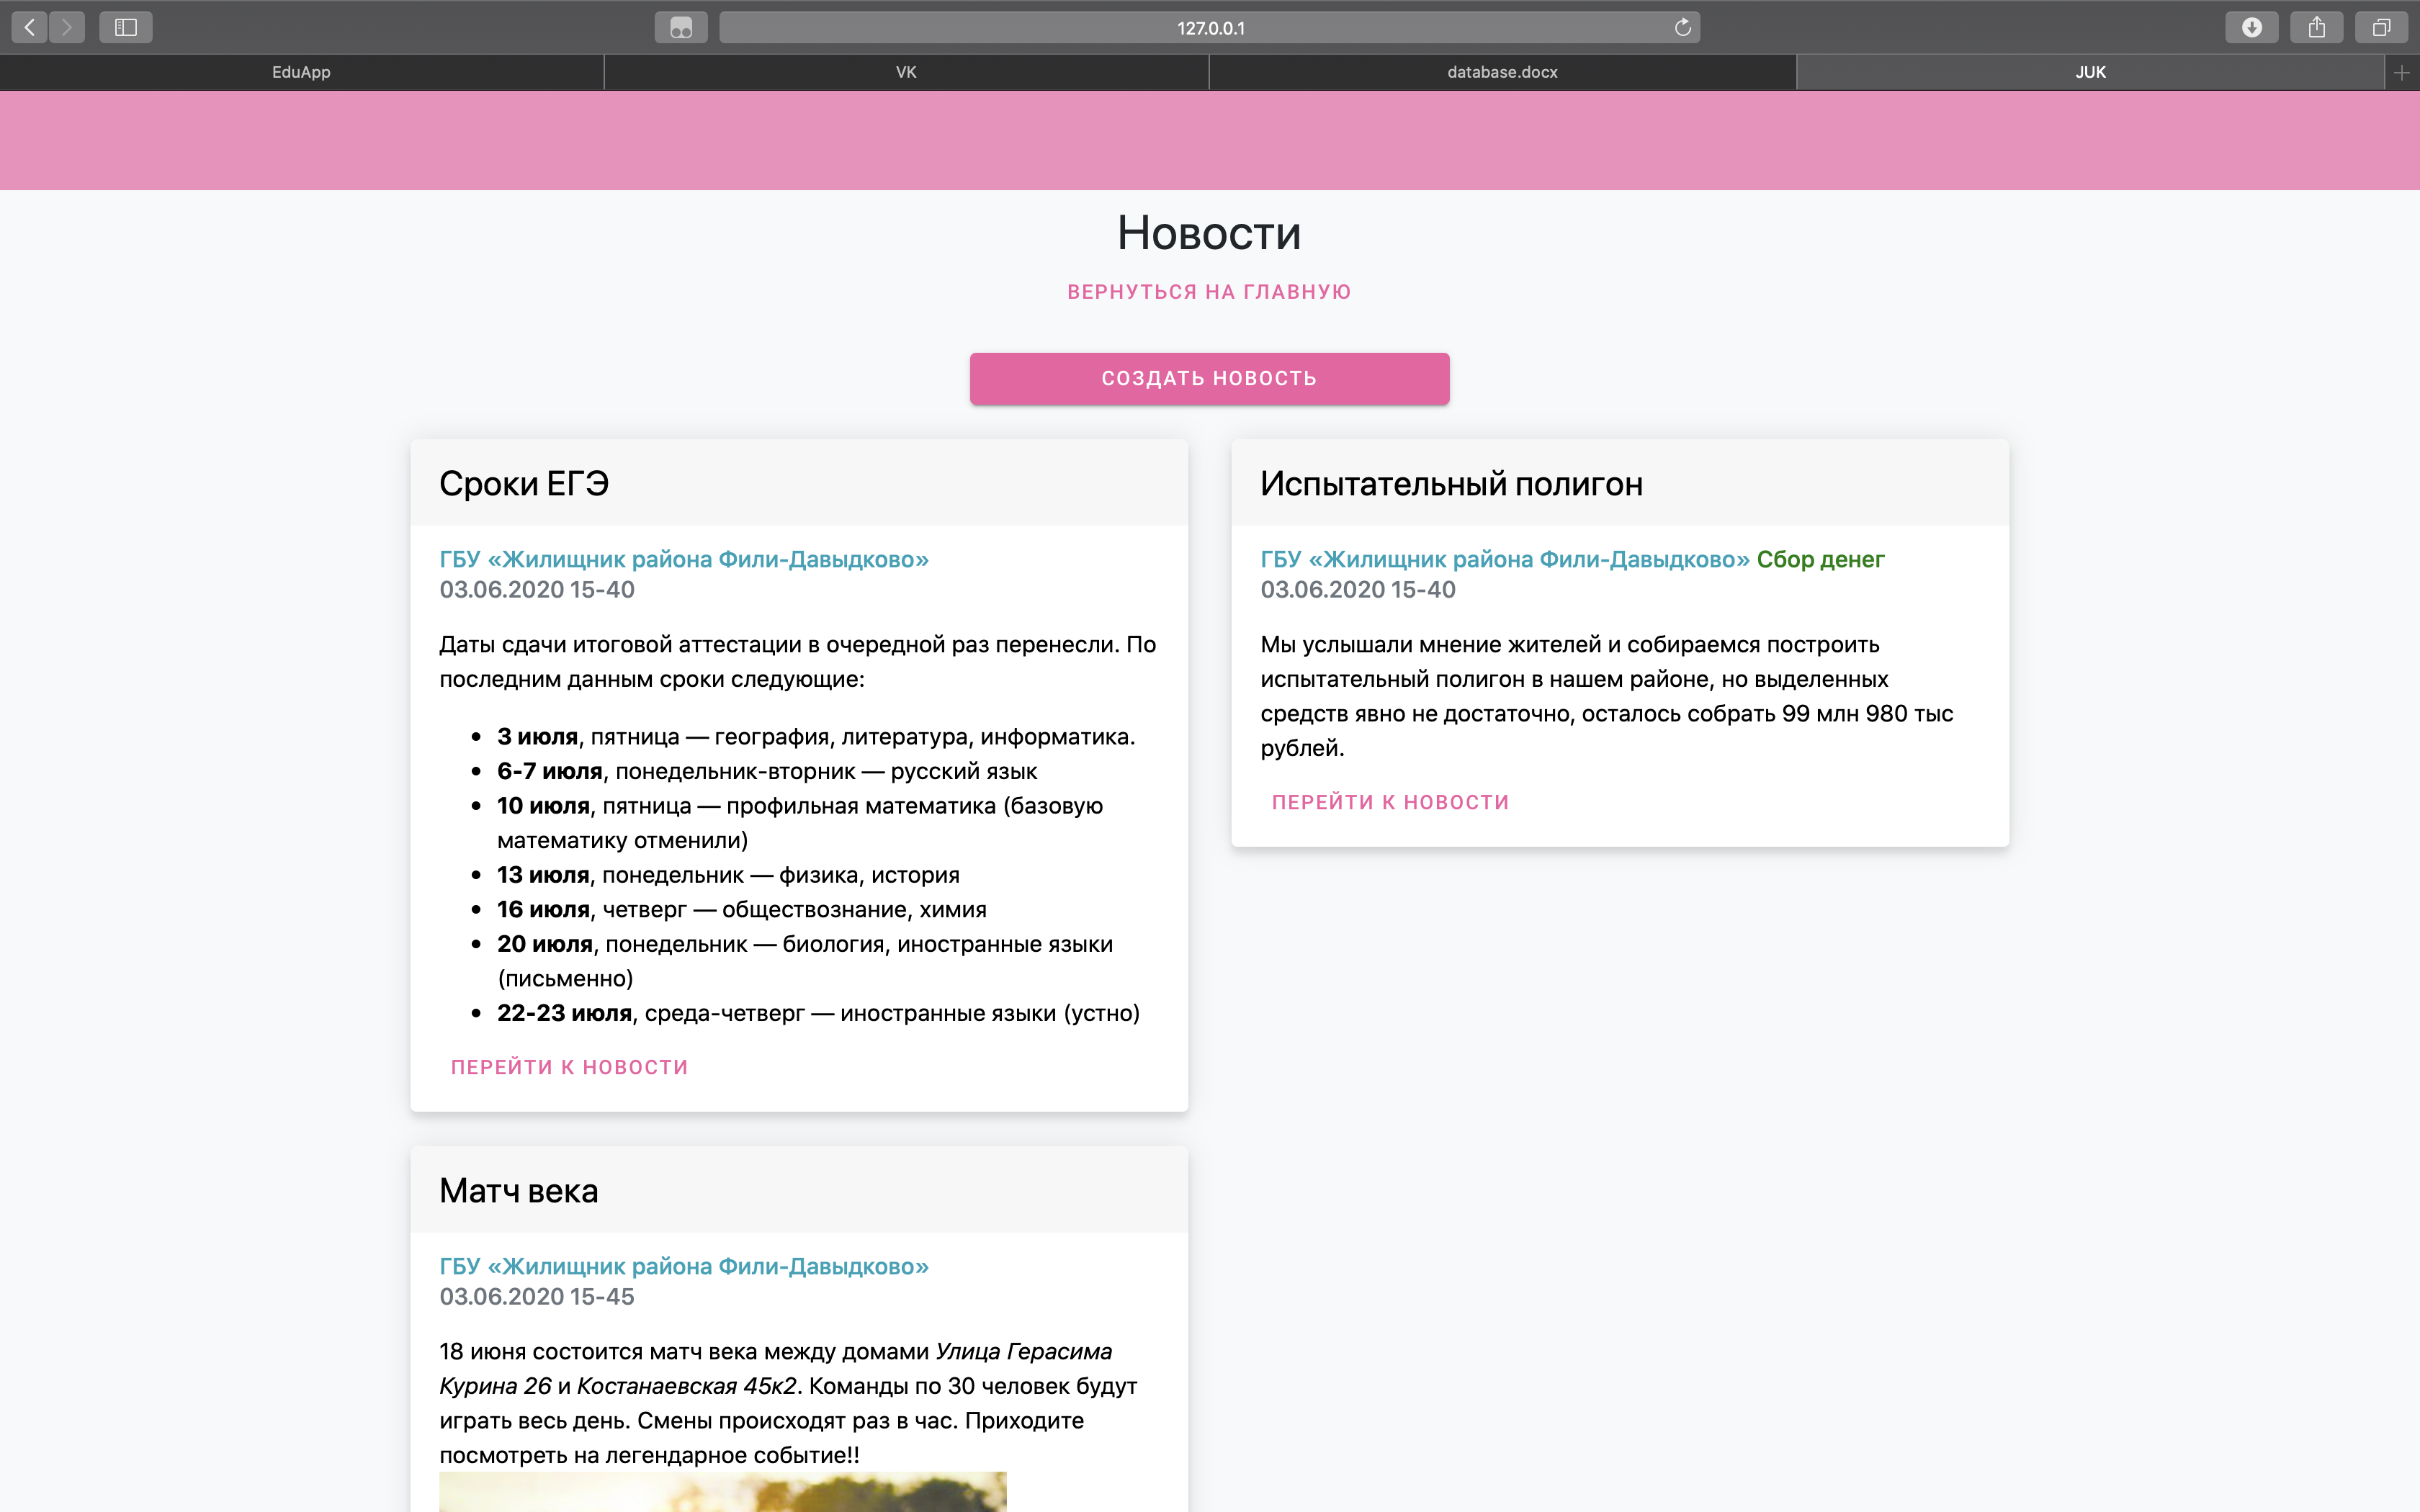 127.0.0.1
EduApp
VK
database.docx
JUK
Новости
ВЕРНУТЬСЯ НА ГЛАВНУЮ
СОЗДАТЬ НОВОСТЬ
Сроки ЕГЭ
ГБУ «Жилищник района Фили-Давыдково»
03.06.2020 15-40
Даты сдачи итоговой аттестации в очередной раз перенесли. По
последним данным сроки следующие:
• 3 июля, пятница — география, литература, информатика.
• 6-7 июля, понедельник-вторник — русский язык
• 10 июля, пятница — профильная математика (базовую
математику отменили)
• 13 июля, понедельник — физика, история
• 16 июля, четверг — обществознание, химия
• 20 июля, понедельник — биология, иностранные языки
(письменно)
• 22-23 июля, среда-четверг — иностранные языки (устно)
ПЕРЕЙТИ К НОВОСТИ
Испытательный полигон
ГБУ «Жилищник района Фили-Давыдково» Сбор денег
03.06.2020 15-40
Мы услышали мнение жителей и собираемся построить
испытательный полигон в нашем районе, но выделенных
средств явно не достаточно, осталось собрать 99 млн 980 тыс
рублей.
ПЕРЕЙТИ К НОВОСТИ
Матч века
ГБУ «Жилищник района Фили-Давыдково»
03.06.2020 15-45
18 июня состоится матч века между домами Улица Герасима
Курина 26 и Костанаевская 45к2. Команды по 30 человек будут
играть весь день. Смены происходят раз в час. Приходите
посмотреть на легендарное событие!!